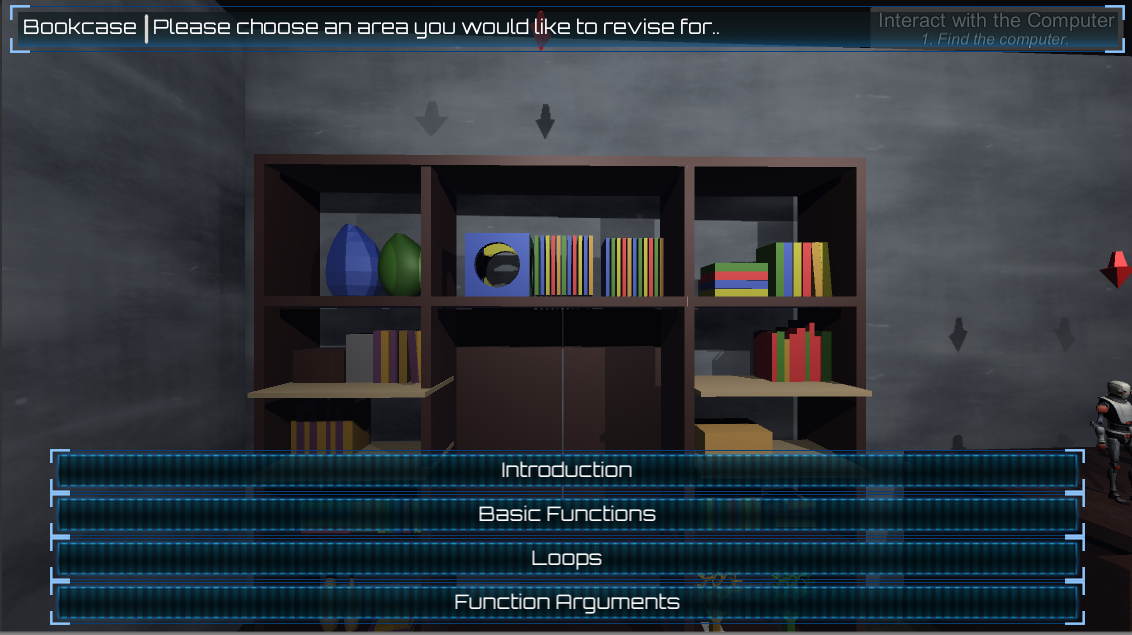 Bookcase | Please choose an area you would like to revise for..
Interact with the Computer
1. Find the computer.
Introduction
Basic Functions
Loops
Function Arguments